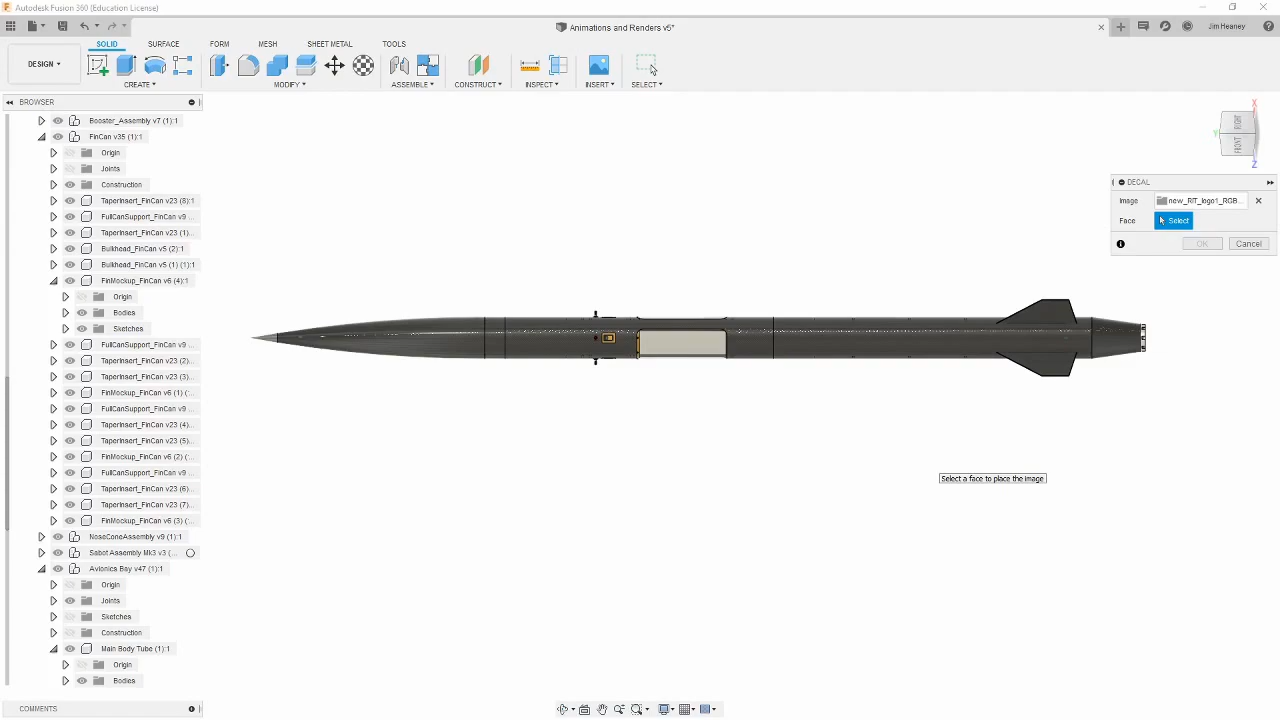 Autodesk Fusion 360 (Education License)
Animations and Renders v5*
Jim Heaney
DESIGN
SOLID SURFACE FORM MESH SHEET METAL TOOLS
CREATE MODIFY ASSEMBLE CONSTRUCT INSPECT INSERT SELECT
BROWSER
Booster_Assembly v7 (1):1
FinCan v35 (1):1
Origin
Joints
Construction
TaperInsert_FinCan v23 (8):1
FullCanSupport_FinCan v9 ...
TaperInsert_FinCan v23 (1)...
Bulkhead_FinCan v5 (2):1
Bulkhead_FinCan v5 (1) (1):1
FinMockup_FinCan v6 (4):1
Origin
Bodies
Sketches
FullCanSupport_FinCan v9 ...
TaperInsert_FinCan v23 (2)...
TaperInsert_FinCan v23 (3)...
FinMockup_FinCan v6 (1) (:1
FullCanSupport_FinCan v9 ...
TaperInsert_FinCan v23 (4)...
TaperInsert_FinCan v23 (5)...
FinMockup_FinCan v6 (2) (:1
FullCanSupport_FinCan v9 ...
TaperInsert_FinCan v23 (6)...
TaperInsert_FinCan v23 (7)...
FinMockup_FinCan v6 (3) (:
NoseConeAssembly v9 (1):1
Sabot Assembly Mk3 v3 (...
Avionics Bay v47 (1):1
Origin
Joints
Sketches
Construction
Main Body Tube (1):1
Origin
Bodies
COMMENTS
X
Y
Z
FRONT
RIGHT
DECAL
Image new_RIT_logo1_RGB...
Face Select
OK Cancel
Select a face to place the image